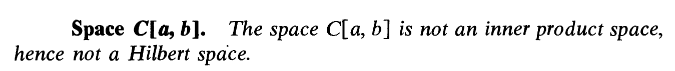 Space C[a, b]. The space C[a, b] is not an inner product space,
hence not a Hilbert space.